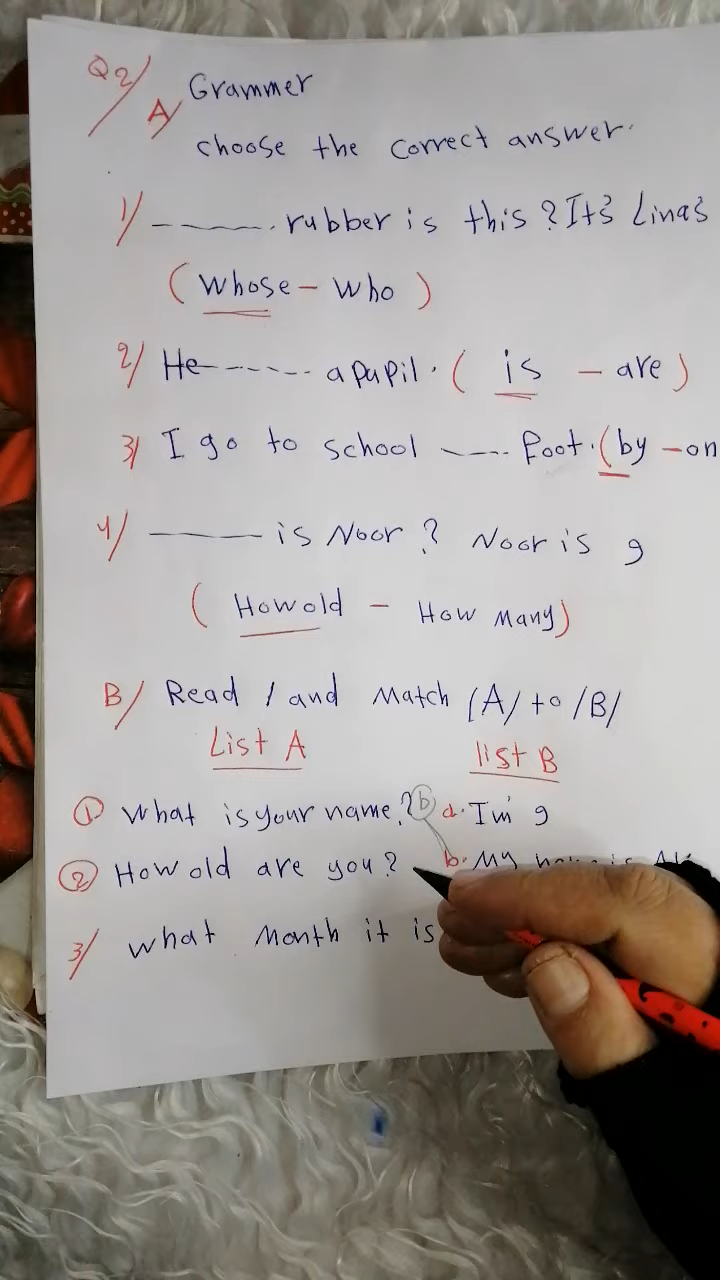 Q2/ A/ Grammer
choose the correct answer.
1/ ------- rubber is this? It's Lina's
(Whose - Who)
2/ He ------ a pupil. ( is - are )
3/ I go to school ----- foot. (by - on
4/ ------- is Noor? Noor is 9
( How old - How Many)
B/ Read / and Match /A/ to /B/
List A list B
① What is your name? b a. I'm 9
② How old are you? b. My name is
3/ what Month it is